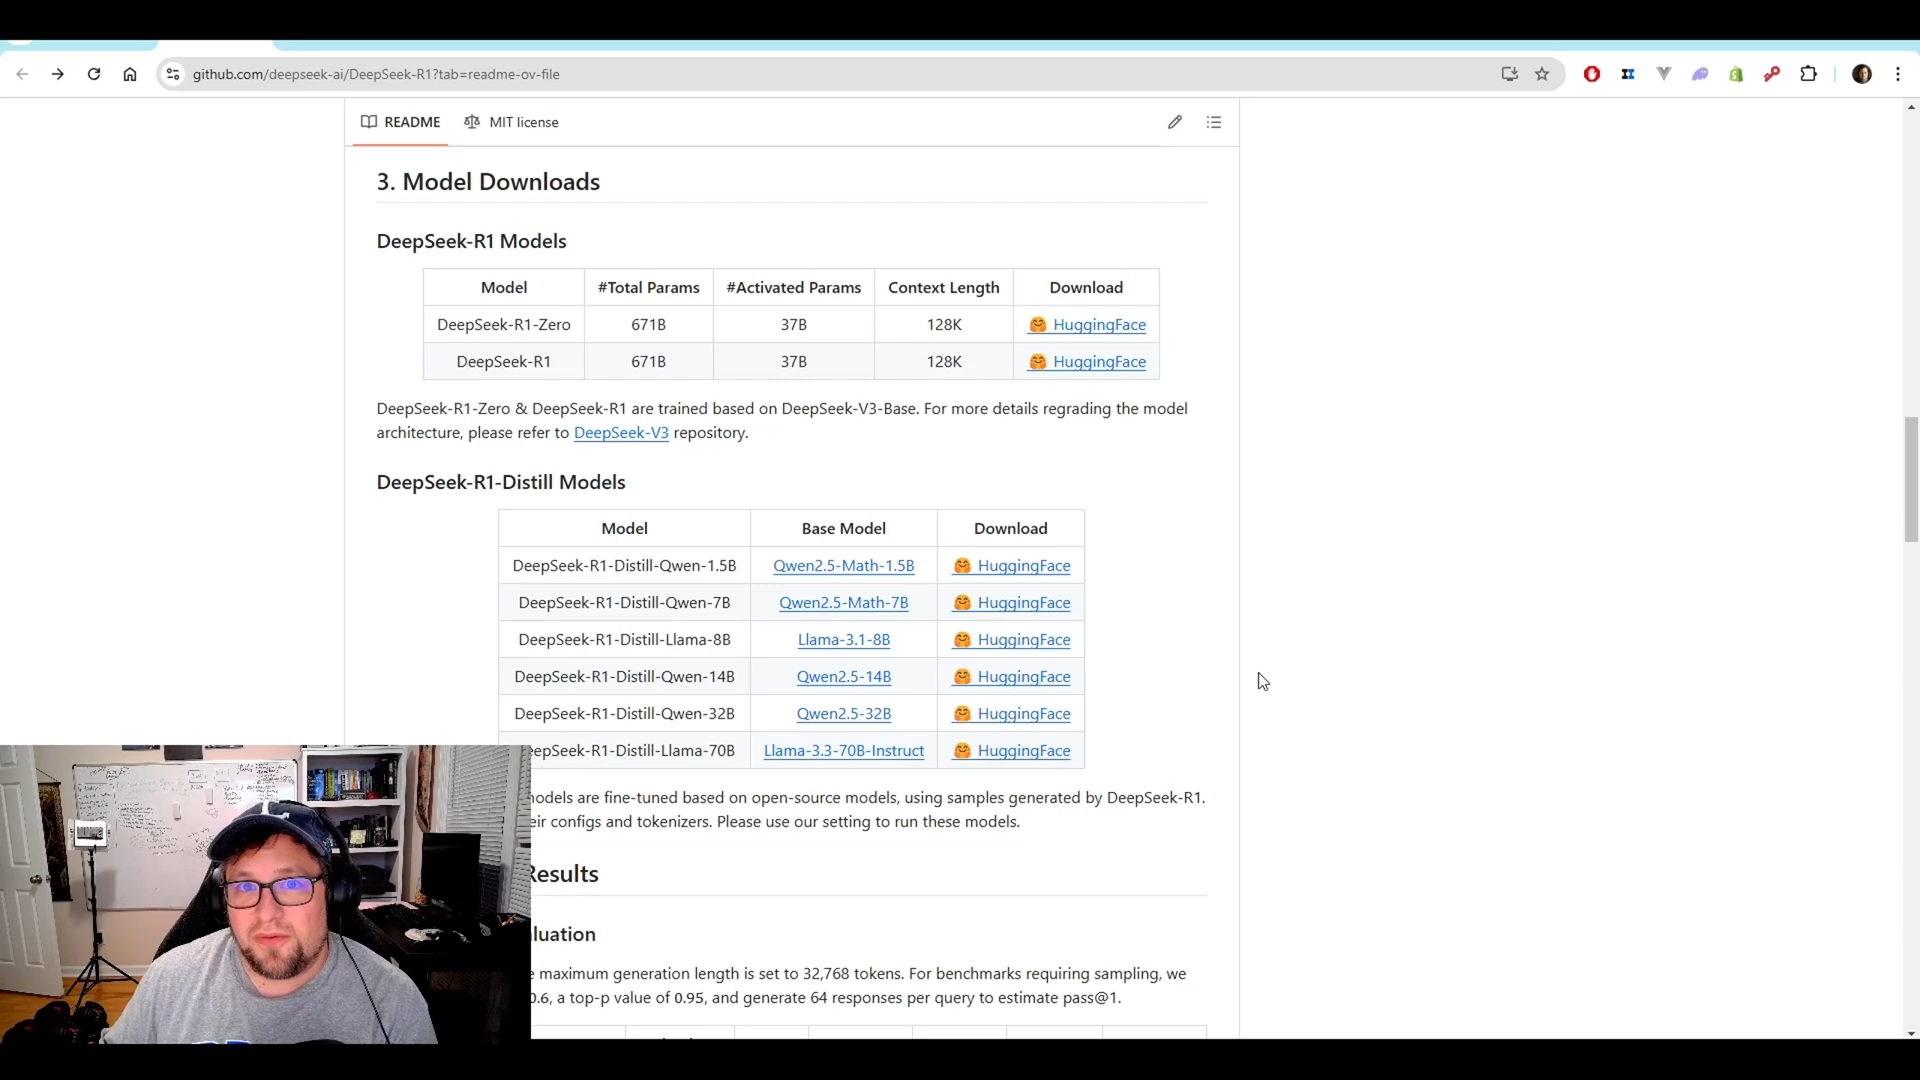 github.com/deepseek-ai/DeepSeek-R1?tab=readme-ov-file
README MIT license
3. Model Downloads
DeepSeek-R1 Models
Model #Total Params #Activated Params Context Length Download
DeepSeek-R1-Zero 671B 37B 128K 🤗 HuggingFace
DeepSeek-R1 671B 37B 128K 🤗 HuggingFace
DeepSeek-R1-Zero & DeepSeek-R1 are trained based on DeepSeek-V3-Base. For more details regrading the model
architecture, please refer to DeepSeek-V3 repository.
DeepSeek-R1-Distill Models
Model Base Model Download
DeepSeek-R1-Distill-Qwen-1.5B Qwen2.5-Math-1.5B 🤗 HuggingFace
DeepSeek-R1-Distill-Qwen-7B Qwen2.5-Math-7B 🤗 HuggingFace
DeepSeek-R1-Distill-Llama-8B Llama-3.1-8B 🤗 HuggingFace
DeepSeek-R1-Distill-Qwen-14B Qwen2.5-14B 🤗 HuggingFace
DeepSeek-R1-Distill-Qwen-32B Qwen2.5-32B 🤗 HuggingFace
epSeek-R1-Distill-Llama-70B Llama-3.3-70B-Instruct 🤗 HuggingFace
odels are fine-tuned based on open-source models, using samples generated by DeepSeek-R1.
eir configs and tokenizers. Please use our setting to run these models.
Results
luation
e maximum generation length is set to 32,768 tokens. For benchmarks requiring sampling, we
0.6, a top-p value of 0.95, and generate 64 responses per query to estimate pass@1.